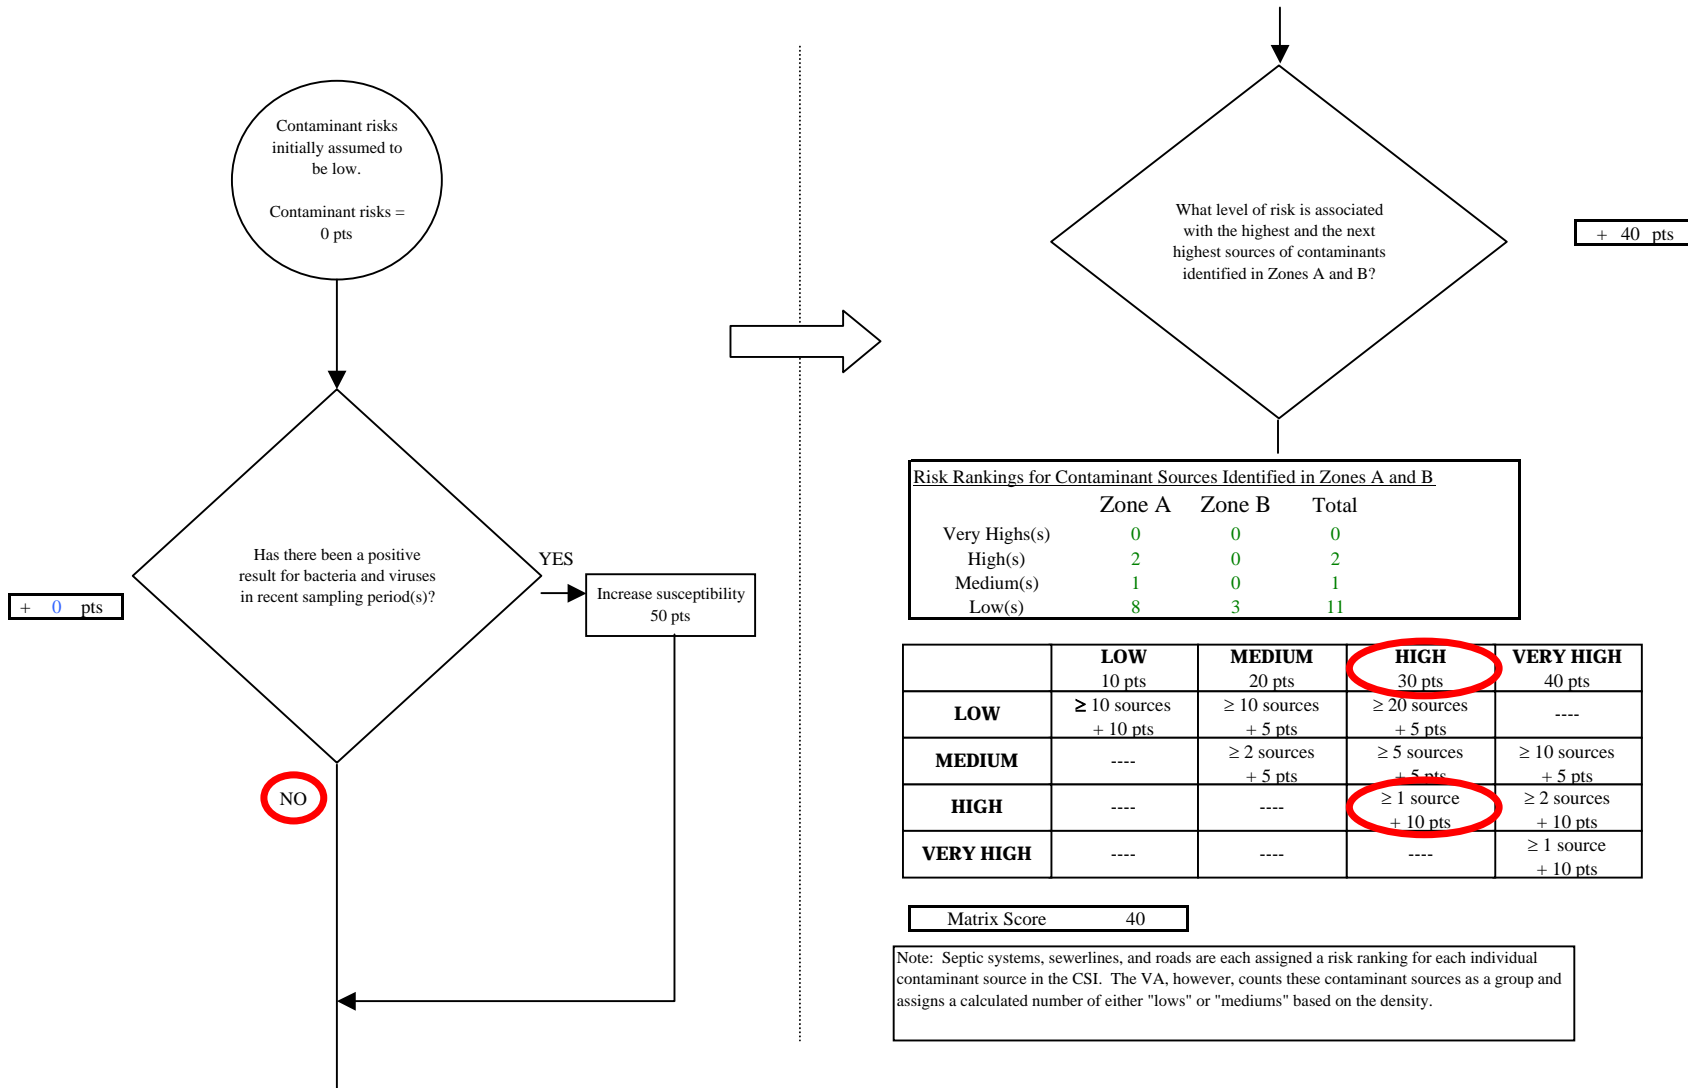 Contaminant risks
initially assumed to
be low.
Contaminant risks =
0 pts
Has there been a positive
result for bacteria and viruses
in recent sampling period(s)?
+ 0 pts
YES
Increase susceptibility
50 pts
NO
What level of risk is associated
with the highest and the next
highest sources of contaminants
identified in Zones A and B?
+ 40 pts
Risk Rankings for Contaminant Sources Identified in Zones A and B
Zone A Zone B Total
Very Highs(s) 0 0 0
High(s) 2 0 2
Medium(s) 1 0 1
Low(s) 8 3 11
LOW MEDIUM HIGH VERY HIGH
10 pts 20 pts 30 pts 40 pts
LOW ≥ 10 sources ≥ 10 sources ≥ 20 sources ----
+ 10 pts + 5 pts + 5 pts
MEDIUM ---- ≥ 2 sources ≥ 5 sources ≥ 10 sources
+ 5 pts + 5 pts + 5 pts
HIGH ---- ---- ≥ 1 source ≥ 2 sources
+ 10 pts + 10 pts
VERY HIGH ---- ---- ---- ≥ 1 source
+ 10 pts
Matrix Score 40
Note: Septic systems, sewerlines, and roads are each assigned a risk ranking for each individual
contaminant source in the CSI. The VA, however, counts these contaminant sources as a group and
assigns a calculated number of either "lows" or "mediums" based on the density.